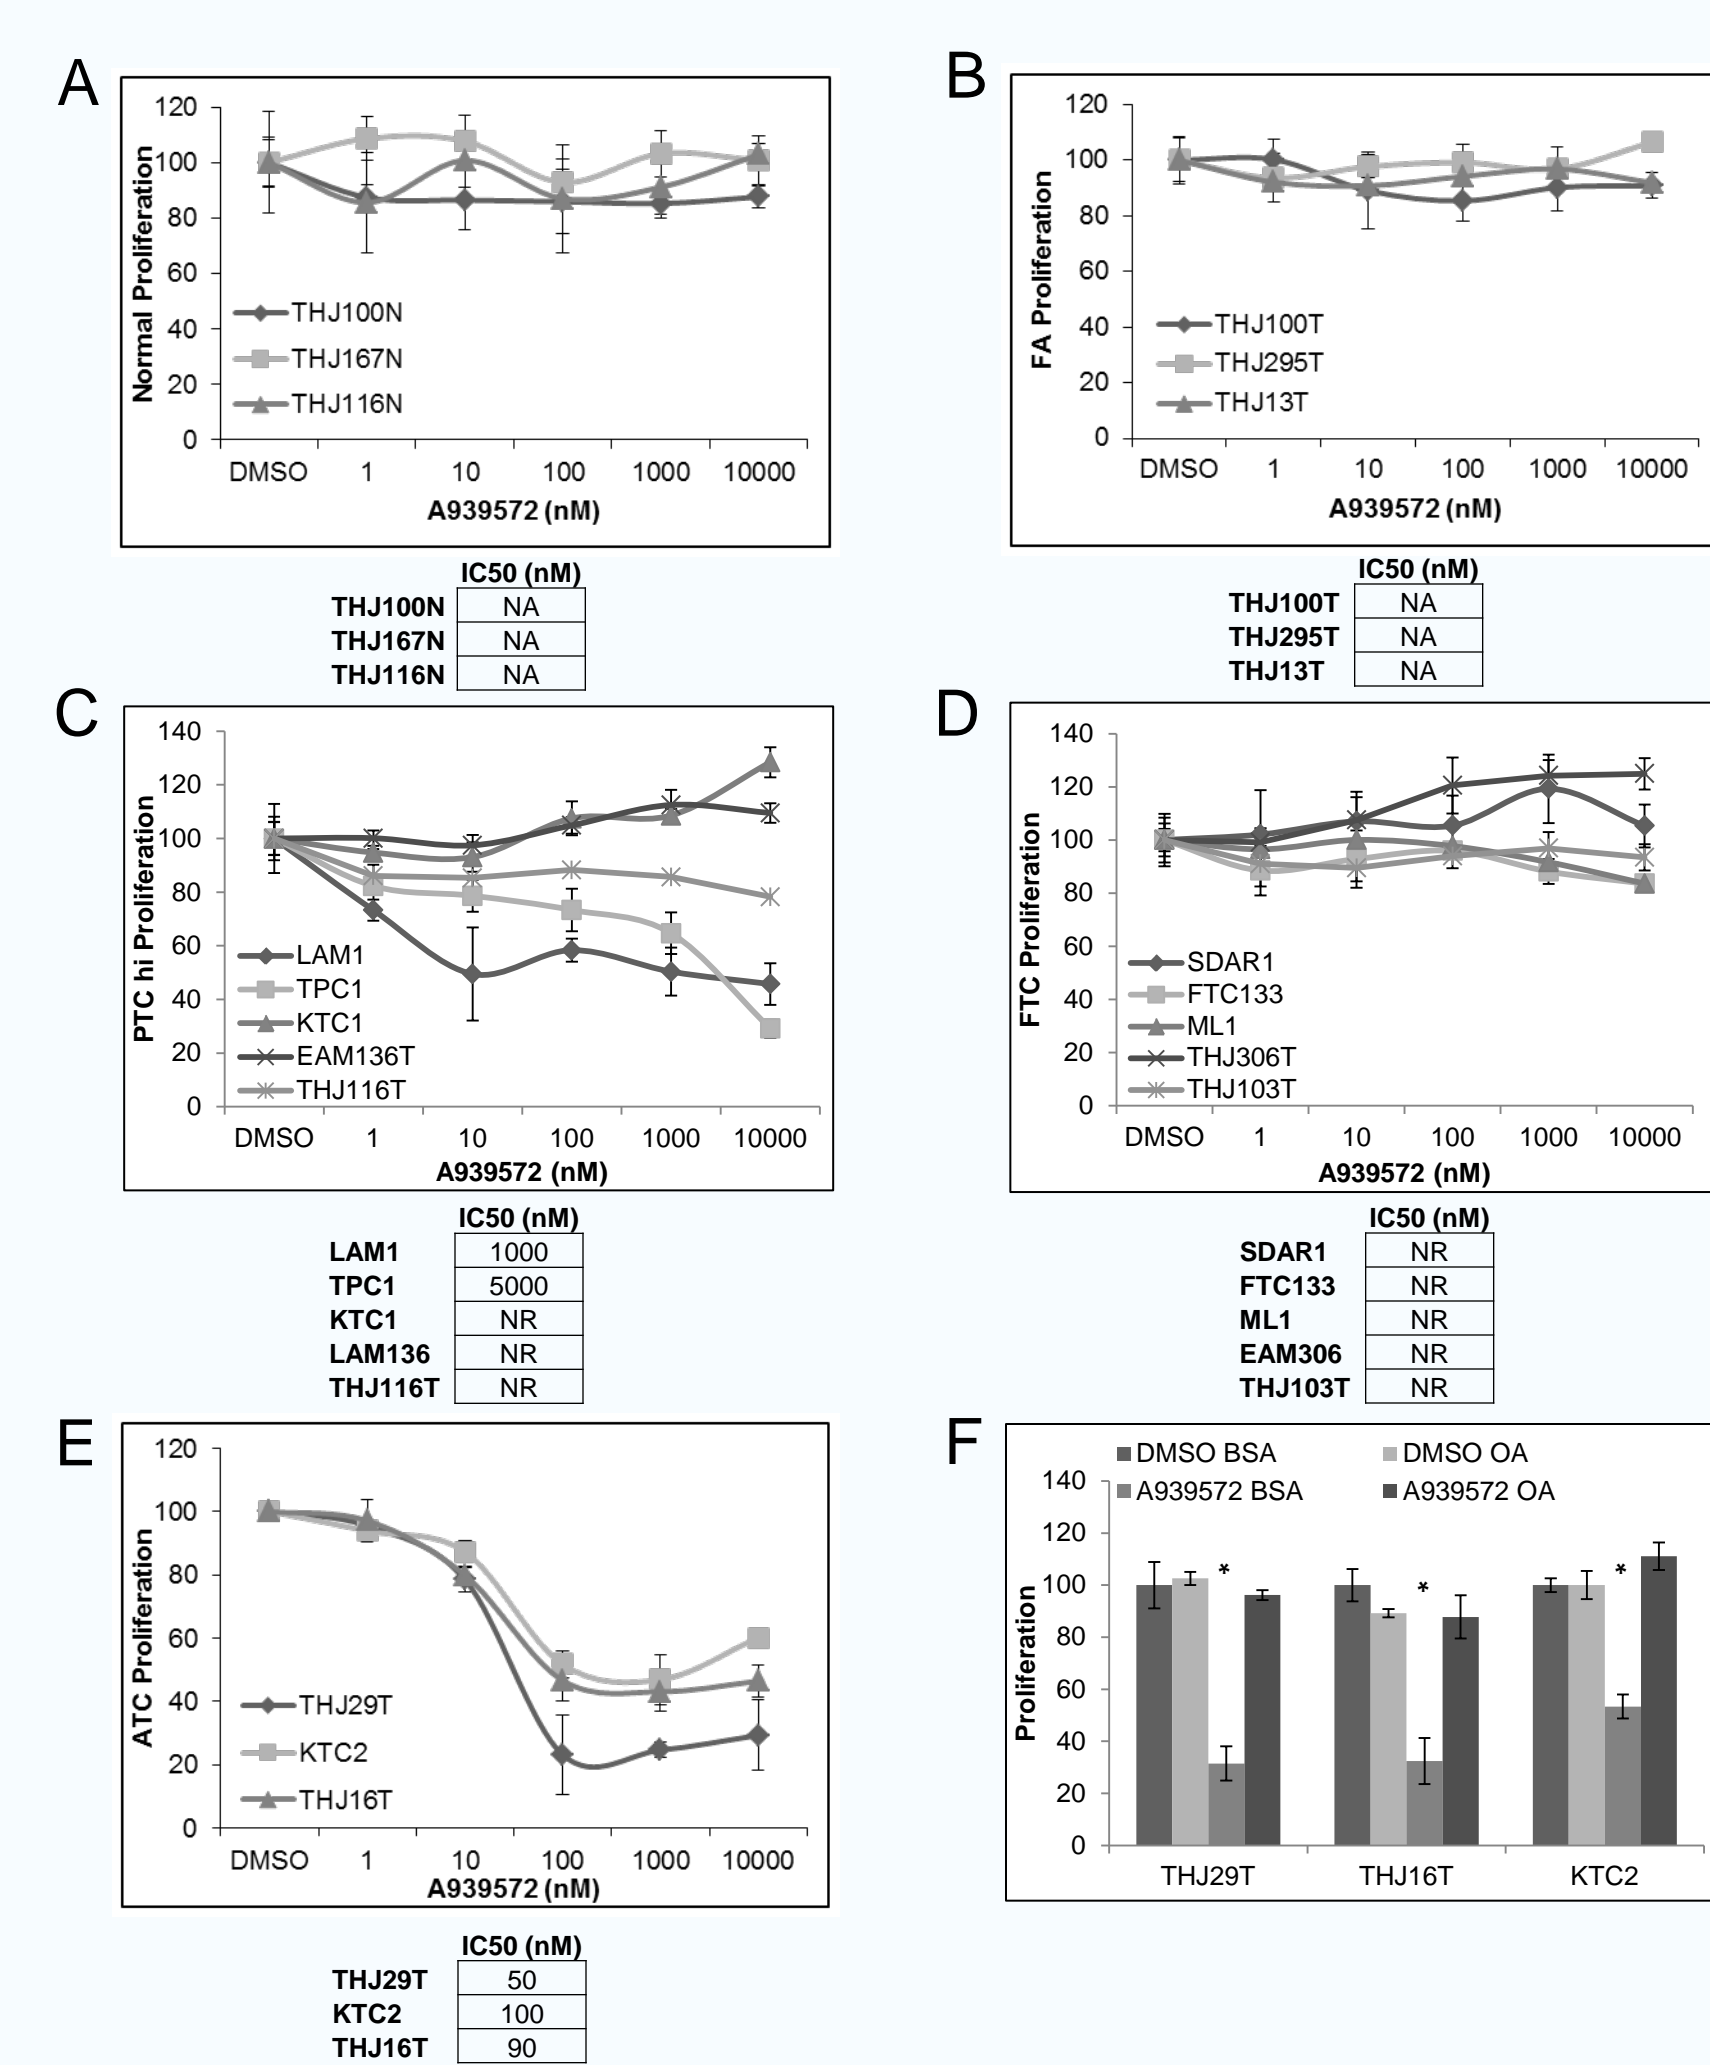 A
120
100
80
60
40
20
0
Normal Proliferation
THJ100N
THJ167N
THJ116N
DMSO 1 10 100 1000 10000
A939572 (nM)
IC50 (nM)
THJ100N NA
THJ167N NA
THJ116N NA
B
120
100
80
60
40
20
0
FA Proliferation
THJ100T
THJ295T
THJ13T
DMSO 1 10 100 1000 10000
A939572 (nM)
IC50 (nM)
THJ100T NA
THJ295T NA
THJ13T NA
C
140
120
100
80
60
40
20
0
PTC hi Proliferation
LAM1
TPC1
KTC1
EAM136T
THJ116T
DMSO 1 10 100 1000 10000
A939572 (nM)
IC50 (nM)
LAM1 1000
TPC1 5000
KTC1 NR
LAM136 NR
THJ116T NR
D
140
120
100
80
60
40
20
0
FTC Proliferation
SDAR1
FTC133
ML1
THJ306T
THJ103T
DMSO 1 10 100 1000 10000
A939572 (nM)
IC50 (nM)
SDAR1 NR
FTC133 NR
ML1 NR
EAM306 NR
THJ103T NR
E
120
100
80
60
40
20
0
ATC Proliferation
THJ29T
KTC2
THJ16T
DMSO 1 10 100 1000 10000
A939572 (nM)
IC50 (nM)
THJ29T 50
KTC2 100
THJ16T 90
F
DMSO BSA DMSO OA
A939572 BSA A939572 OA
140
120
100
80
60
40
20
0
Proliferation
* * *
THJ29T THJ16T KTC2